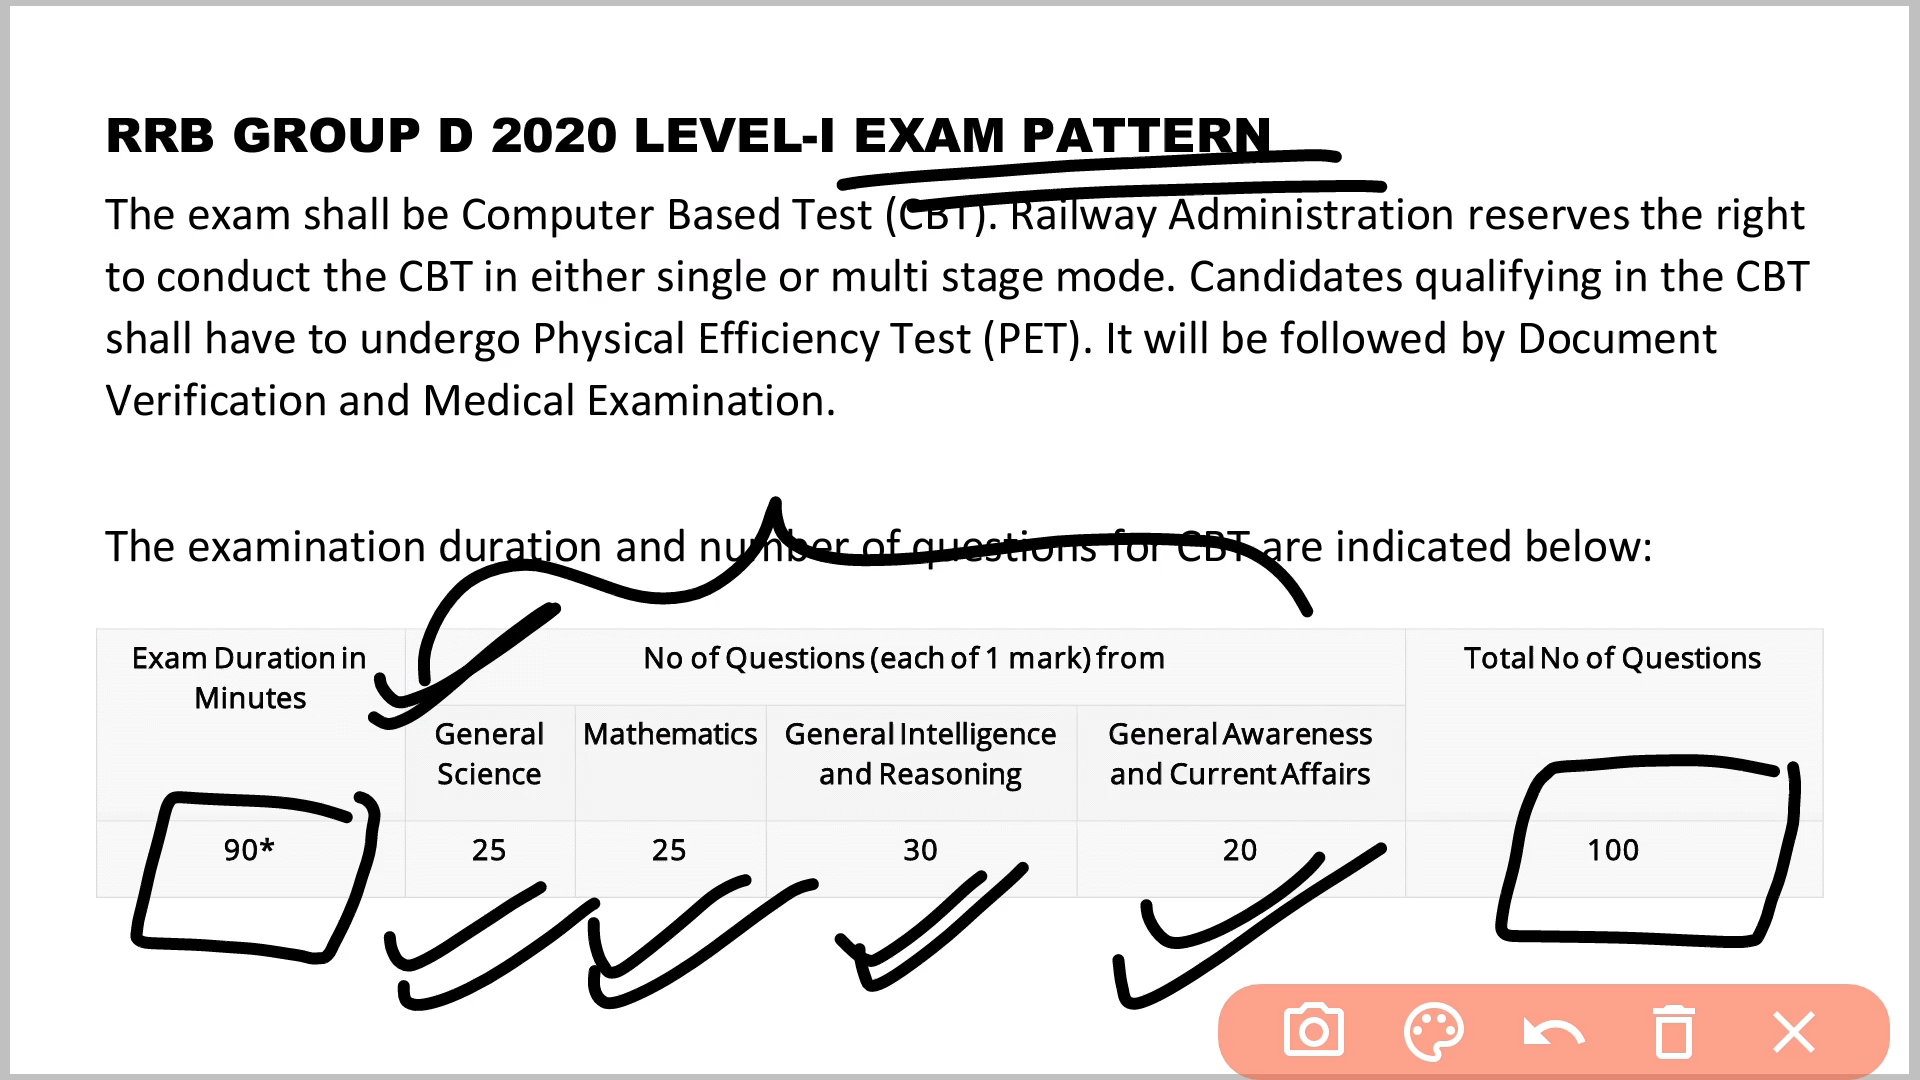 RRB GROUP D 2020 LEVEL-I EXAM PATTERN
The exam shall be Computer Based Test (CBT). Railway Administration reserves the right
to conduct the CBT in either single or multi stage mode. Candidates qualifying in the CBT
shall have to undergo Physical Efficiency Test (PET). It will be followed by Document
Verification and Medical Examination.
The examination duration and number of questions for CBT are indicated below:
Exam Duration in
Minutes
No of Questions (each of 1 mark) from
Total No of Questions
General
Science
Mathematics
General Intelligence
and Reasoning
General Awareness
and Current Affairs
90*
25
25
30
20
100